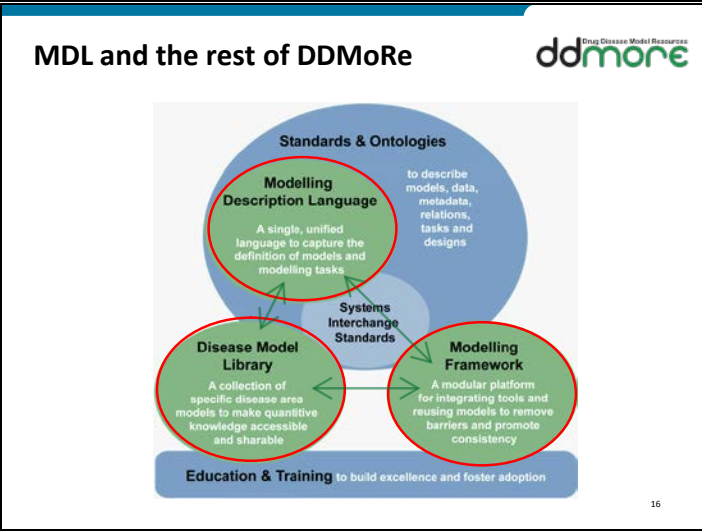 MDL and the rest of DDMoRe
Drug Disease Model Resources
ddmore
Standards & Ontologies
Modelling
Description Language
A single, unified
language to capture the
definition of models and
modelling tasks
to describe
models, data,
metadata,
relations,
tasks and
designs
Systems
Interchange
Standards
Disease Model
Library
A collection of
specific disease area
models to make quantitive
knowledge accessible
and sharable
Modelling
Framework
A modular platform
for integrating tools and
reusing models to remove
barriers and promote
consistency
Education & Training to build excellence and foster adoption
16